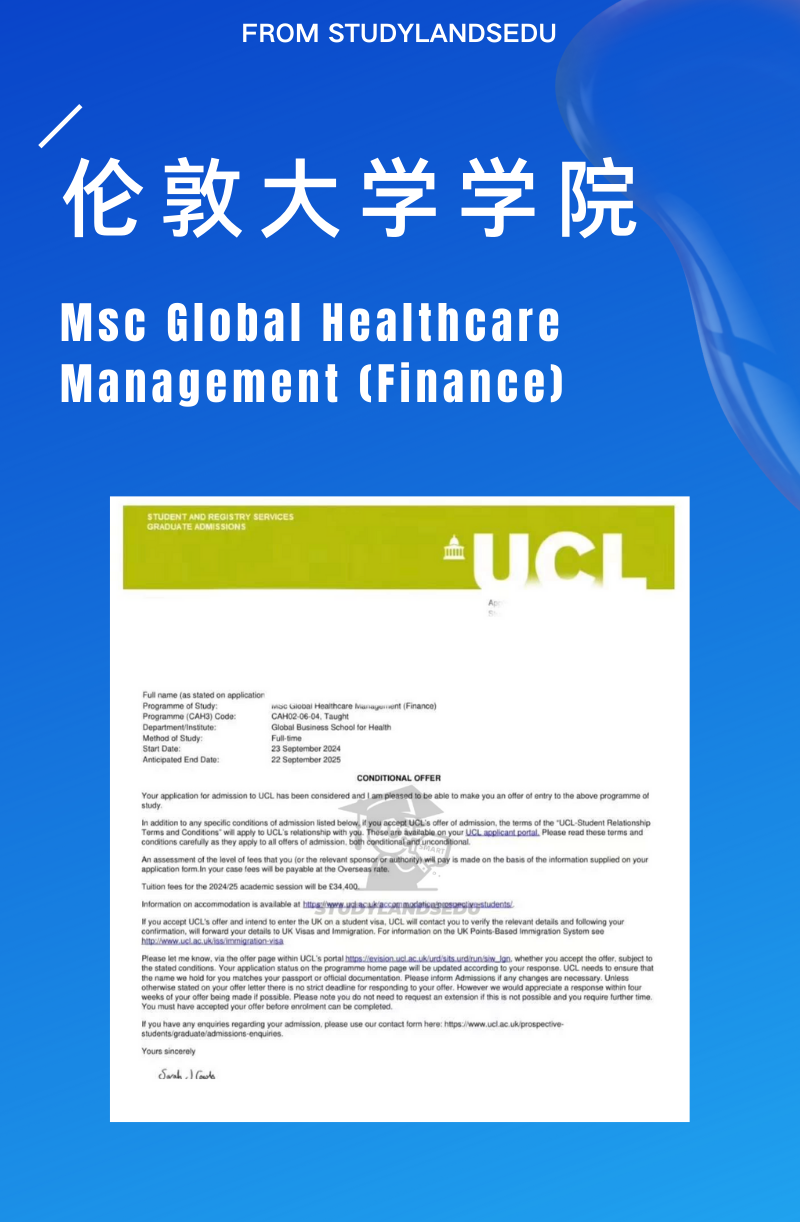 FROM STUDYLANDSEDU
伦敦大学学院
Msc Global Healthcare
Management (Finance)
STUDENT AND REGISTRY SERVICES
GRADUATE ADMISSIONS
UCL
Full name (as stated on application
Programme of Study: MSc Global Healthcare Management (Finance)
Programme (CAH3) Code: CAH02-06-04, Taught
Department/Institute: Global Business School for Health
Method of Study: Full-time
Start Date: 23 September 2024
Anticipated End Date: 22 September 2025
CONDITIONAL OFFER
Your application for admission to UCL has been considered and I am pleased to be able to make you an offer of entry to the above programme of
study.
In addition to any specific conditions of admission listed below, if you accept UCL's offer of admission, the terms of the "UCL-Student Relationship
Terms and Conditions" will apply to UCL's relationship with you. These are available on your UCL applicant portal. Please read these terms and
conditions carefully as they apply to all offers of admission, both conditional and unconditional.
An assessment of the level of fees that you (or the relevant sponsor or authority) will pay is made on the basis of the information supplied on your
application form.In your case fees will be payable at the Overseas rate.
SMART
Tuition fees for the 2024/25 academic session will be £34,400.
Information on accommodation is available at https://www.ucl.ac.uk/accommodation/prospective-students/.
STUDYLANDSEDU
If you accept UCL's offer and intend to enter the UK on a student visa, UCL will contact you to verify the relevant details and following your
confirmation, will forward your details to UK Visas and Immigration. For information on the UK Points-Based Immigration System see
http://www.ucl.ac.uk/iss/immigration-visa
Please let me know, via the offer page within UCL's portal https://evision.ucl.ac.uk/urd/sits.urd/run/siw_lgn, whether you accept the offer, subject to
the stated conditions. Your application status on the programme home page will be updated according to your response. UCL needs to ensure that
the name we hold for you matches your passport or official documentation. Please inform Admissions if any changes are necessary. Unless
otherwise stated on your offer letter there is no strict deadline for responding to your offer. However we would appreciate a response within four
weeks of your offer being made if possible. Please note you do not need to request an extension if this is not possible and you require further time.
You must have accepted your offer before enrolment can be completed.
If you have any enquiries regarding your admission, please use our contact form here: https://www.ucl.ac.uk/prospective-
students/graduate/admissions-enquiries.
Yours sincerely